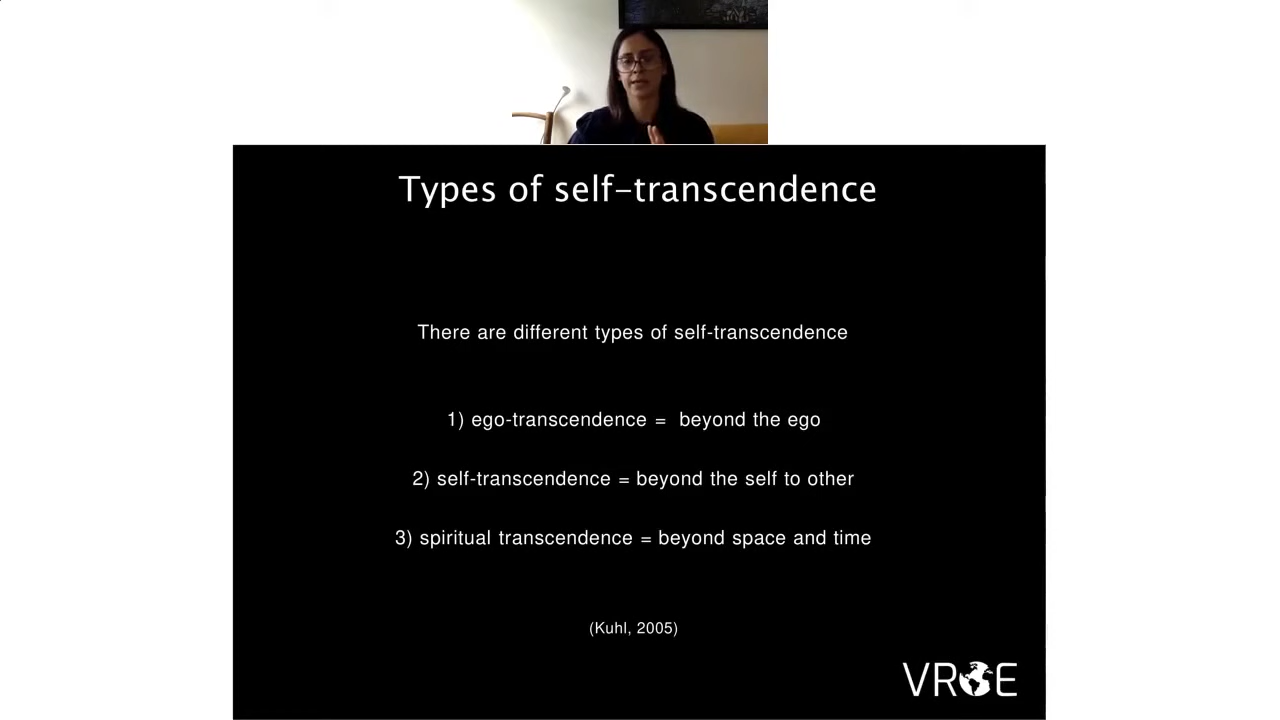 Types of self-transcendence
There are different types of self-transcendence
1) ego-transcendence = beyond the ego
2) self-transcendence = beyond the self to other
3) spiritual transcendence = beyond space and time
(Kuhl, 2005)
VROE